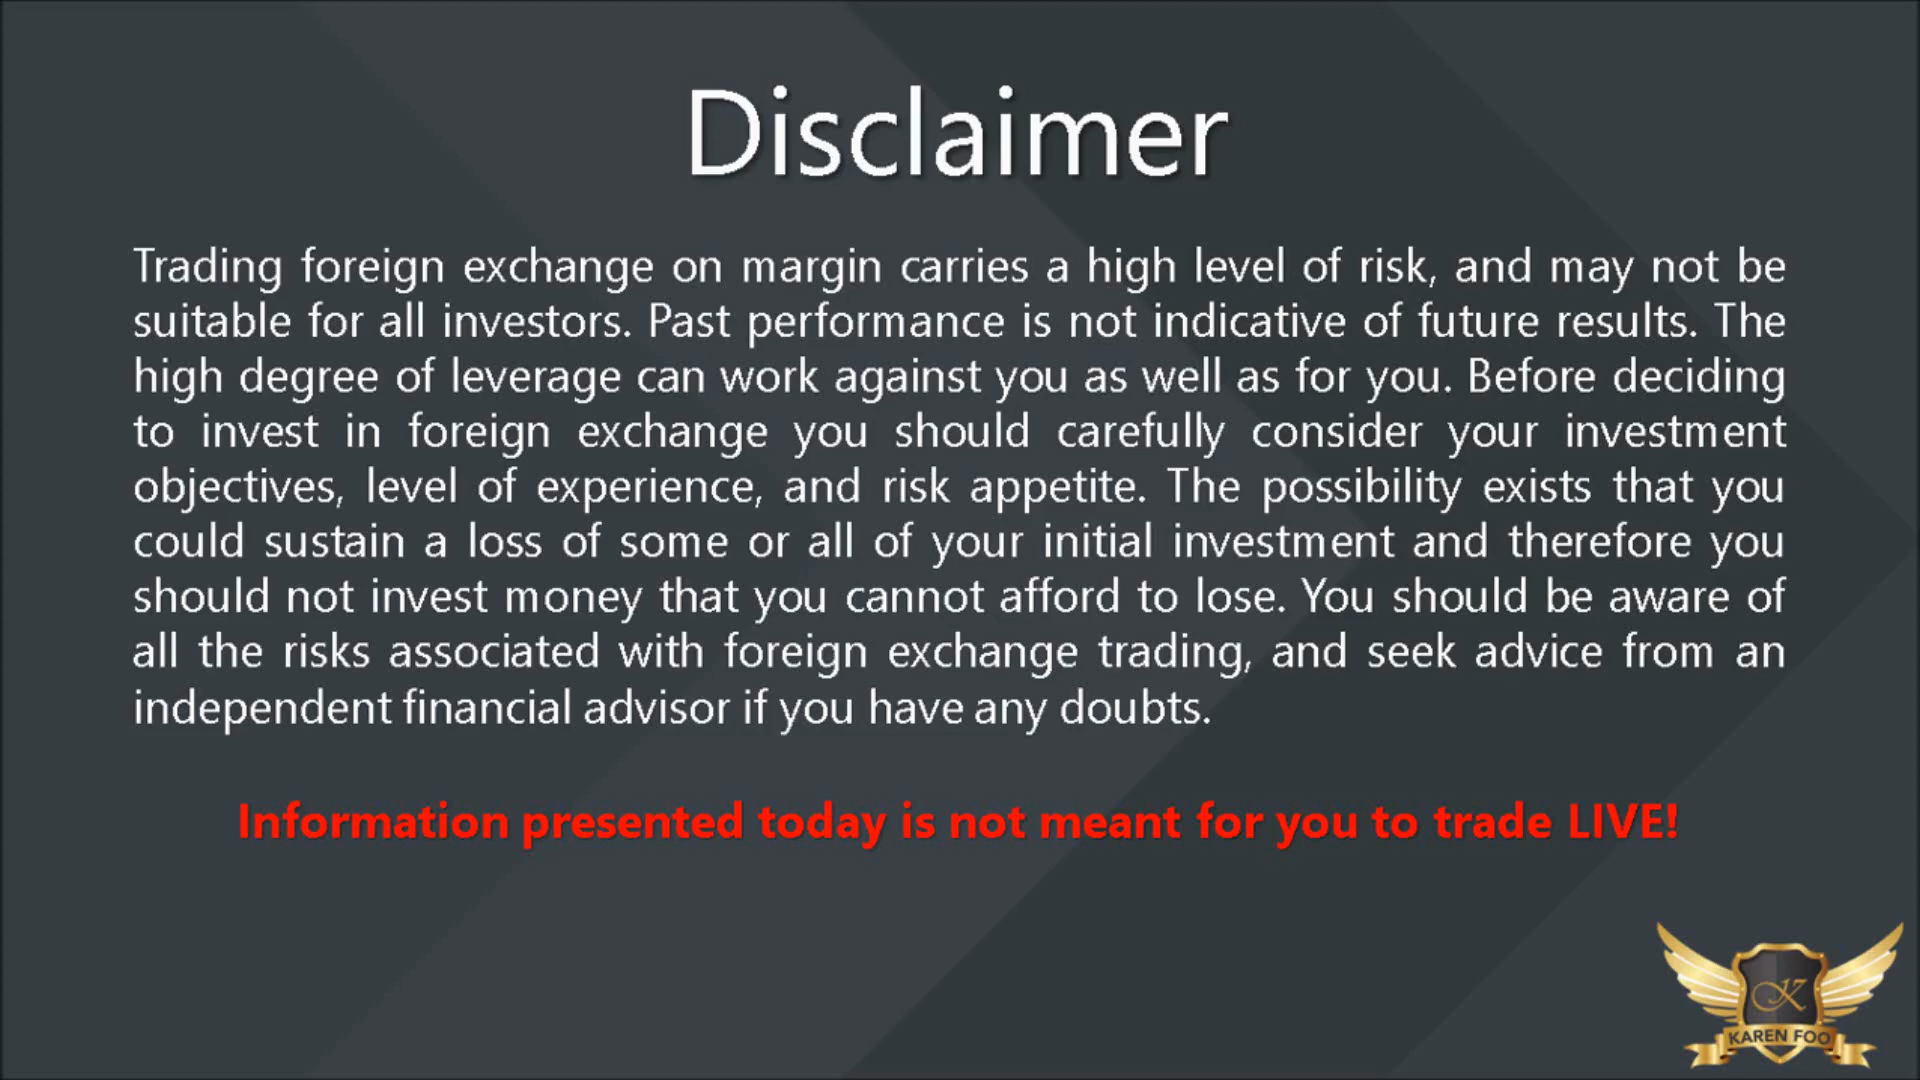 Disclaimer
Trading foreign exchange on margin carries a high level of risk, and may not be
suitable for all investors. Past performance is not indicative of future results. The
high degree of leverage can work against you as well as for you. Before deciding
to invest in foreign exchange you should carefully consider your investment
objectives, level of experience, and risk appetite. The possibility exists that you
could sustain a loss of some or all of your initial investment and therefore you
should not invest money that you cannot afford to lose. You should be aware of
all the risks associated with foreign exchange trading, and seek advice from an
independent financial advisor if you have any doubts.
Information presented today is not meant for you to trade LIVE!
K
KAREN FOO